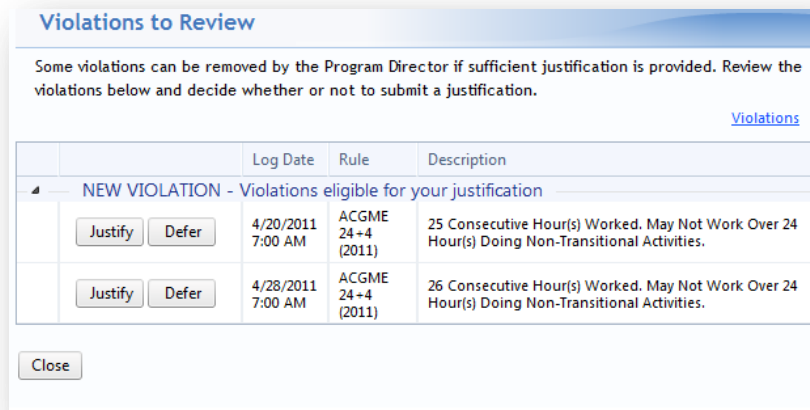 Violations to Review
Some violations can be removed by the Program Director if sufficient justification is provided. Review the
violations below and decide whether or not to submit a justification.
Violations
Log Date Rule Description
NEW VIOLATION - Violations eligible for your justification
Justify Defer 4/20/2011 7:00 AM ACGME 24+4 (2011) 25 Consecutive Hour(s) Worked. May Not Work Over 24 Hour(s) Doing Non-Transitional Activities.
Justify Defer 4/28/2011 7:00 AM ACGME 24+4 (2011) 26 Consecutive Hour(s) Worked. May Not Work Over 24 Hour(s) Doing Non-Transitional Activities.
Close